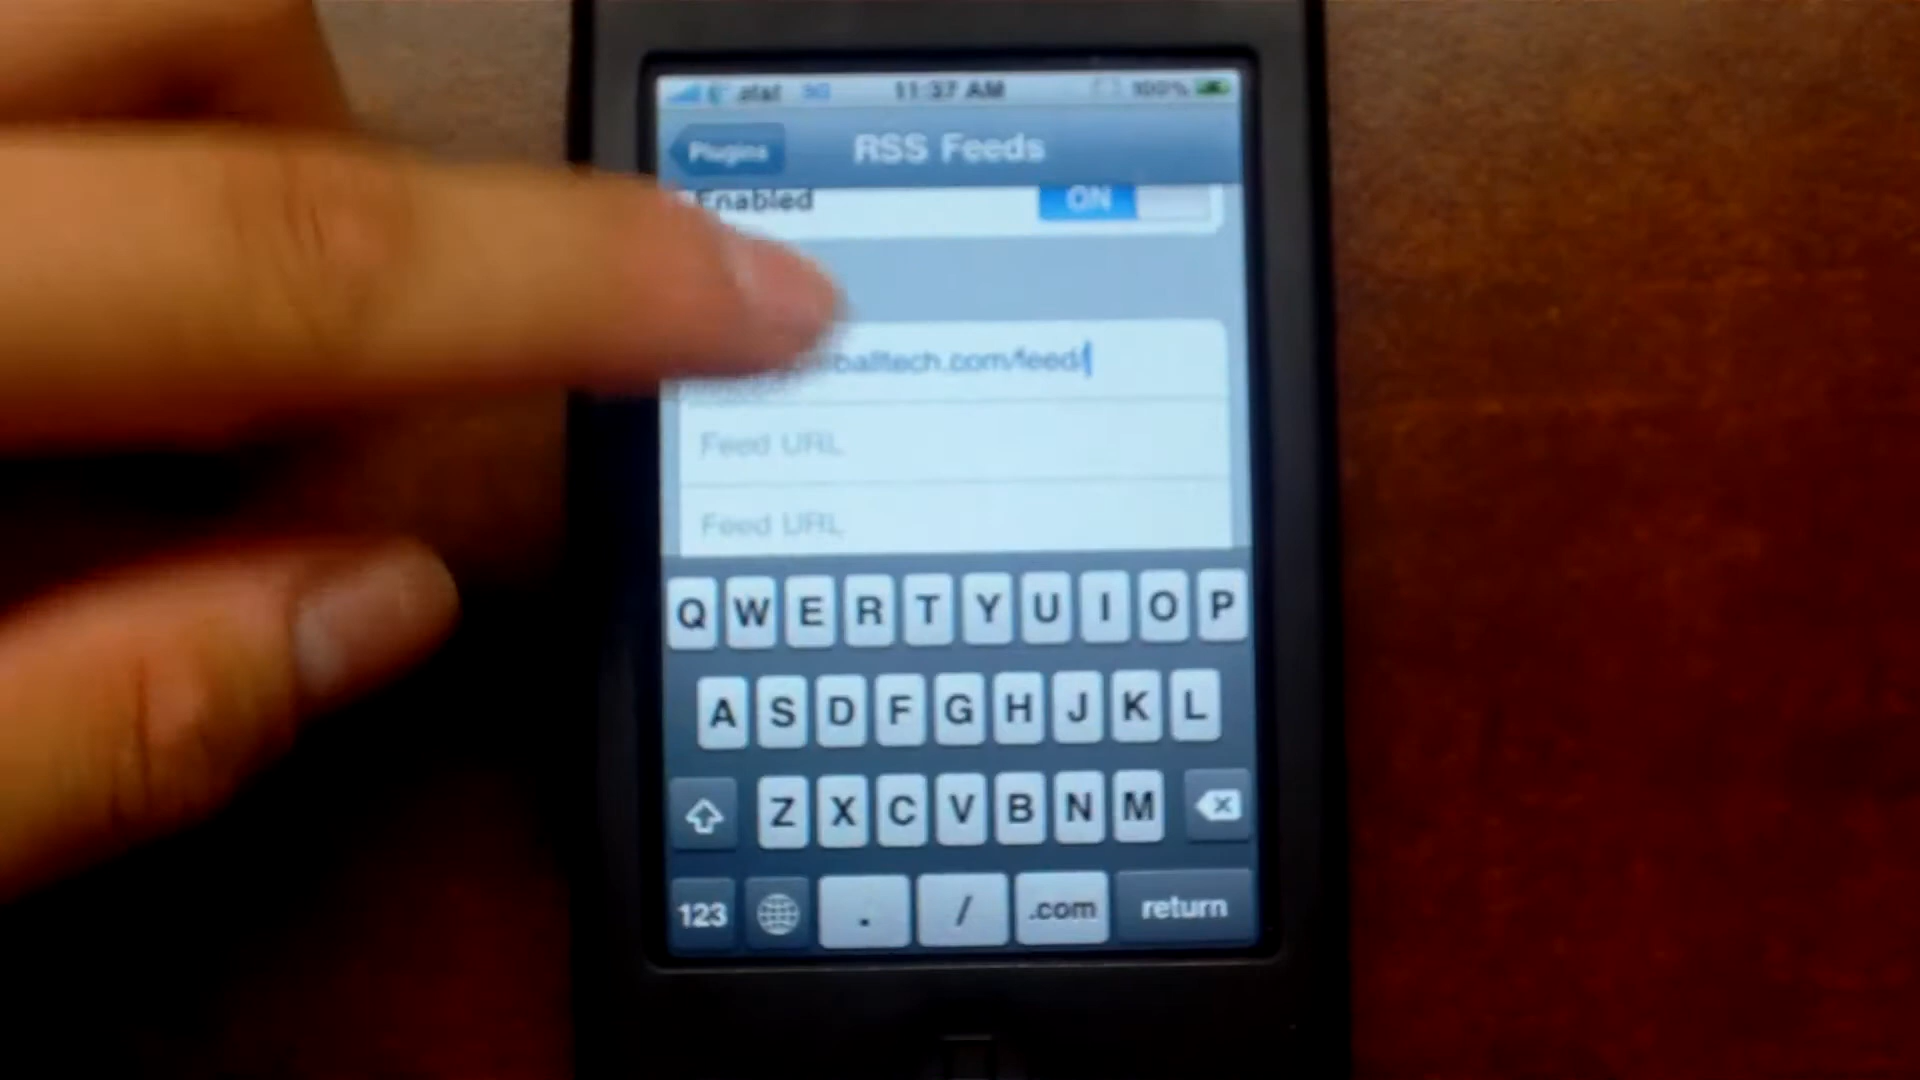 at&t 3G 11:37 AM 100%
Plugins RSS Feeds
Enabled ON
balltech.com/feed/
Feed URL
Feed URL
Q W E R T Y U I O P
A S D F G H J K L
Z X C V B N M
123 . / .com return